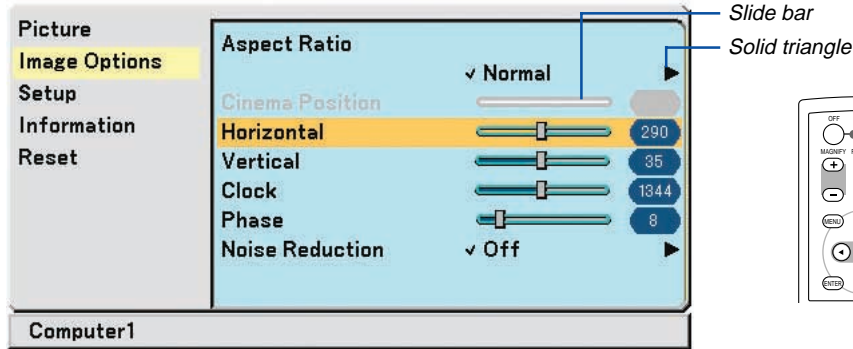 Picture
Image Options
Setup
Information
Reset
Aspect Ratio
✓ Normal
Cinema Position
Horizontal 290
Vertical 35
Clock 1344
Phase 8
Noise Reduction ✓ Off
Computer1
Slide bar
Solid triangle
OFF
MAGNIFY
+
−
MENU
ENTER